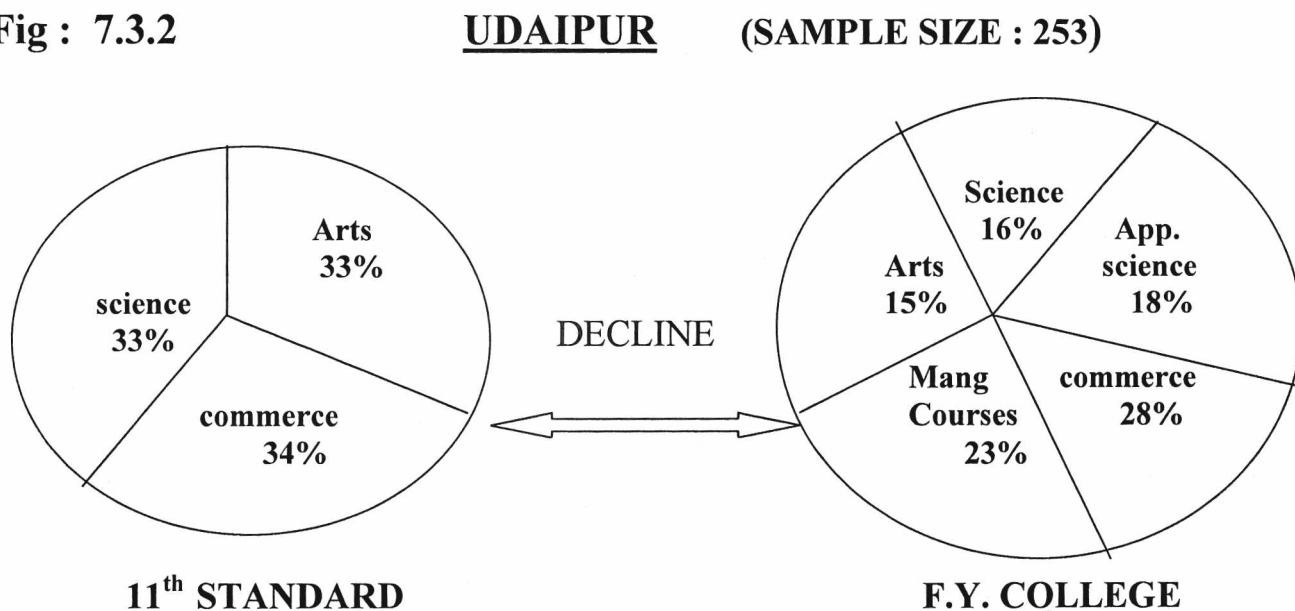 Fig : 7.3.2 UDAIPUR (SAMPLE SIZE : 253)
Arts
33%
science
33%
commerce
34%
11th STANDARD
DECLINE
Science
16%
App.
science
18%
Arts
15%
Mang
Courses
23%
commerce
28%
F.Y. COLLEGE